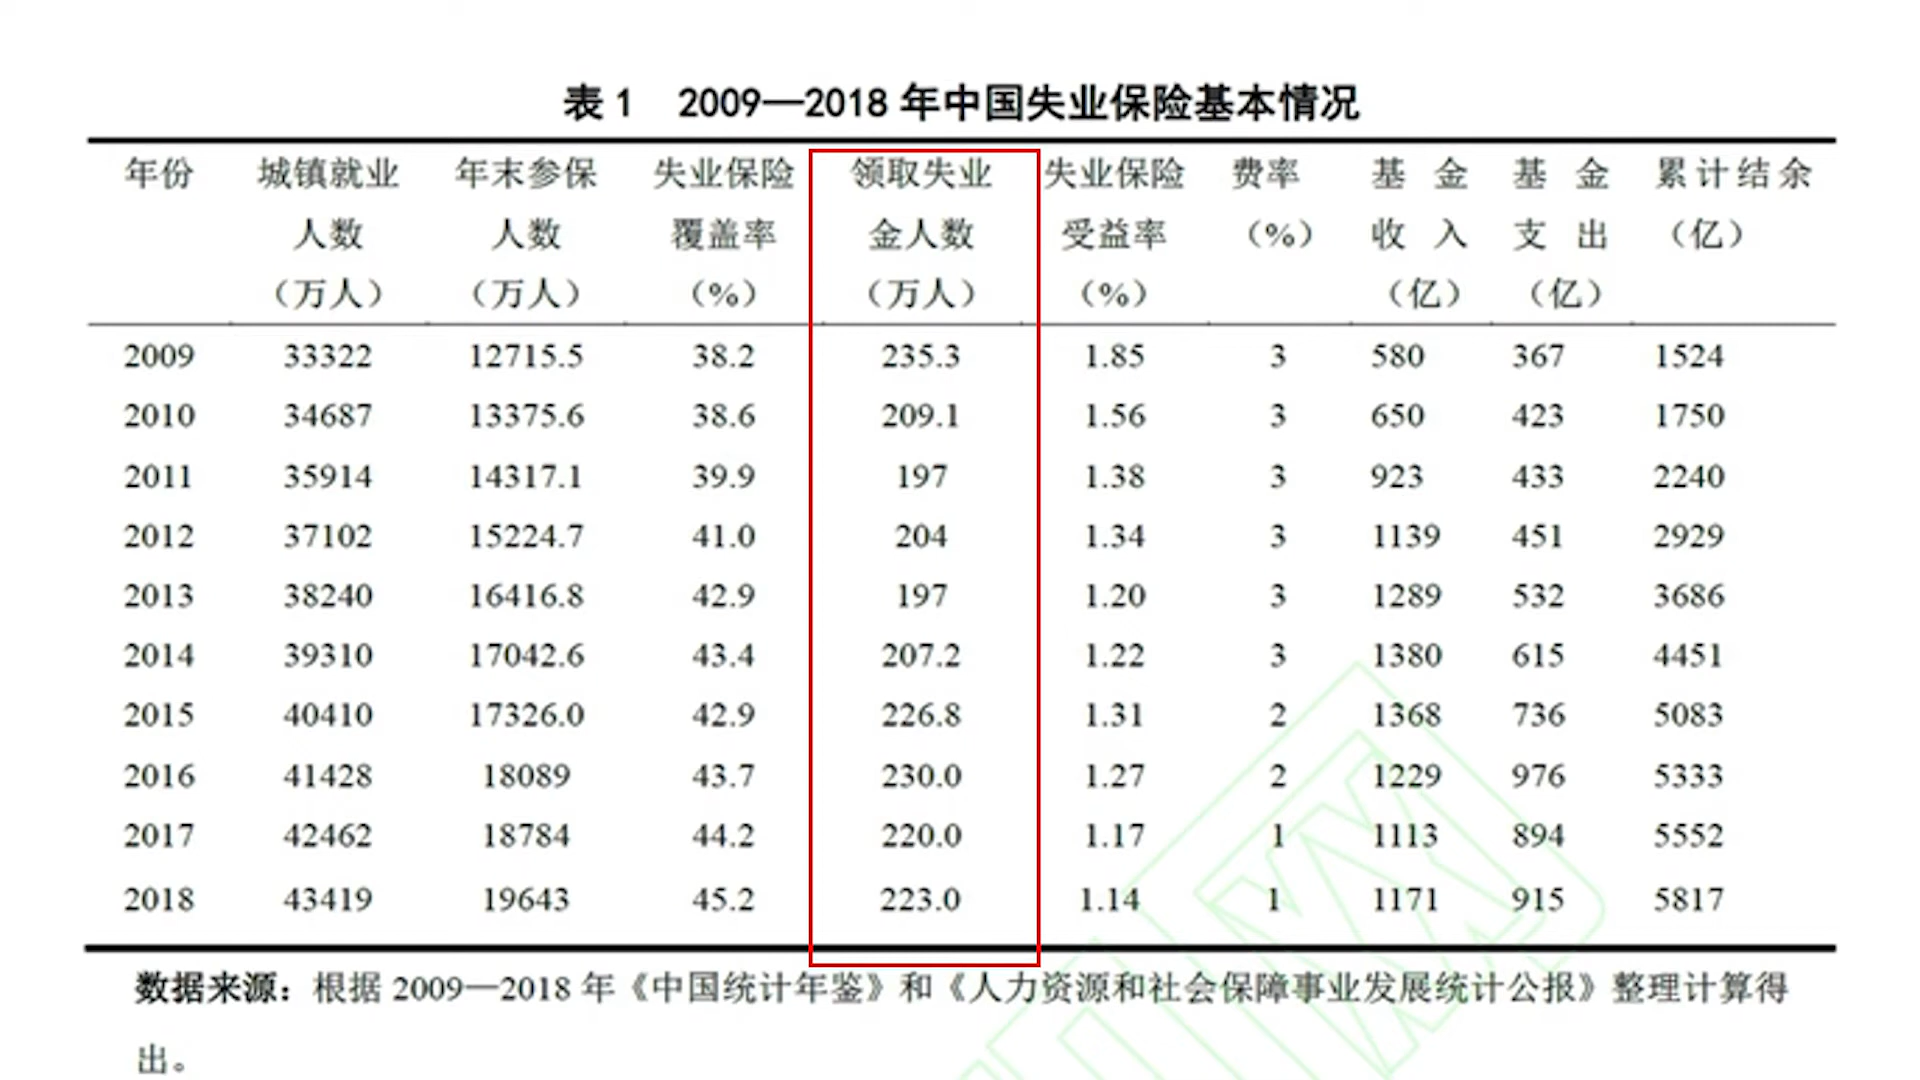 表1 2009—2018年中国失业保险基本情况
年份 城镇就业 年末参保 失业保险 领取失业 失业保险 费率 基金 基金 累计结余
人数 人数 覆盖率 金人数 受益率 （%） 收入 支出 （亿）
（万人） （万人） （%） （万人） （%） （亿） （亿）
2009 33322 12715.5 38.2 235.3 1.85 3 580 367 1524
2010 34687 13375.6 38.6 209.1 1.56 3 650 423 1750
2011 35914 14317.1 39.9 197 1.38 3 923 433 2240
2012 37102 15224.7 41.0 204 1.34 3 1139 451 2929
2013 38240 16416.8 42.9 197 1.20 3 1289 532 3686
2014 39310 17042.6 43.4 207.2 1.22 3 1380 615 4451
2015 40410 17326.0 42.9 226.8 1.31 2 1368 736 5083
2016 41428 18089 43.7 230.0 1.27 2 1229 976 5333
2017 42462 18784 44.2 220.0 1.17 1 1113 894 5552
2018 43419 19643 45.2 223.0 1.14 1 1171 915 5817
数据来源：根据2009—2018年《中国统计年鉴》和《人力资源和社会保障事业发展统计公报》整理计算得
出。